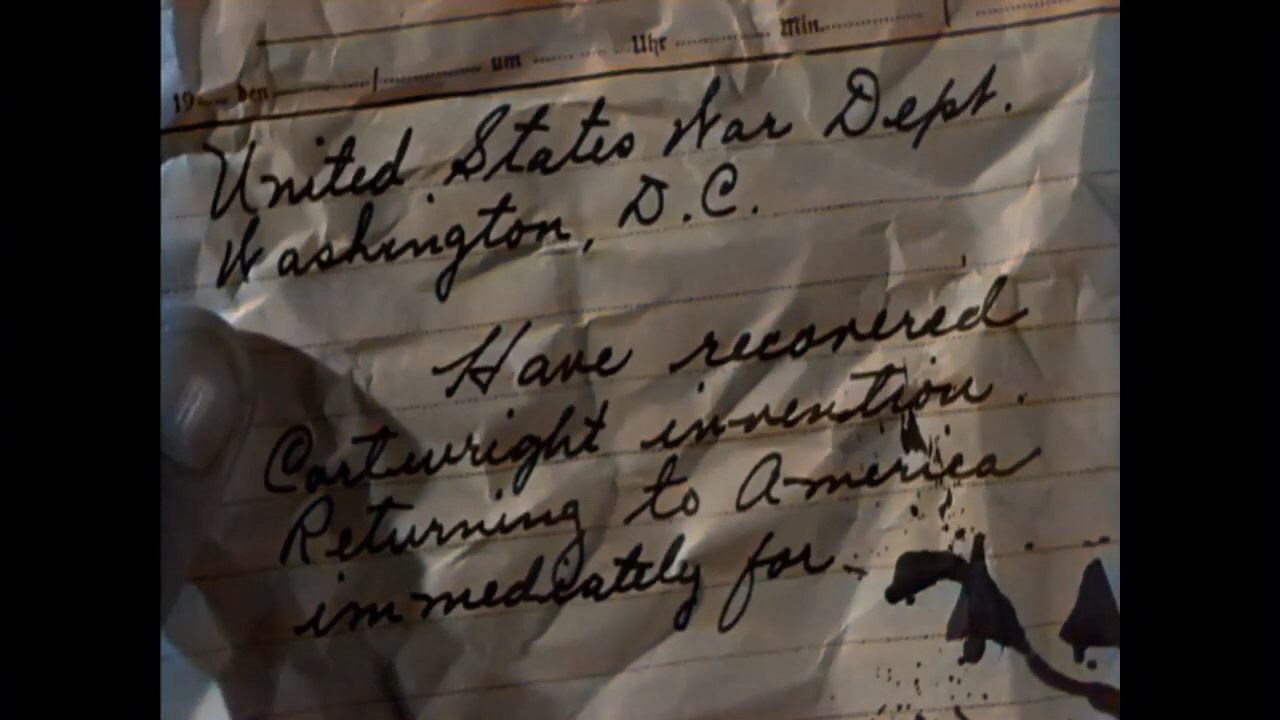 19 den um Uhr Min.
United States War Dept.
Washington, D.C.
Have recovered
Cartwright invention.
Returning to America
immediately for